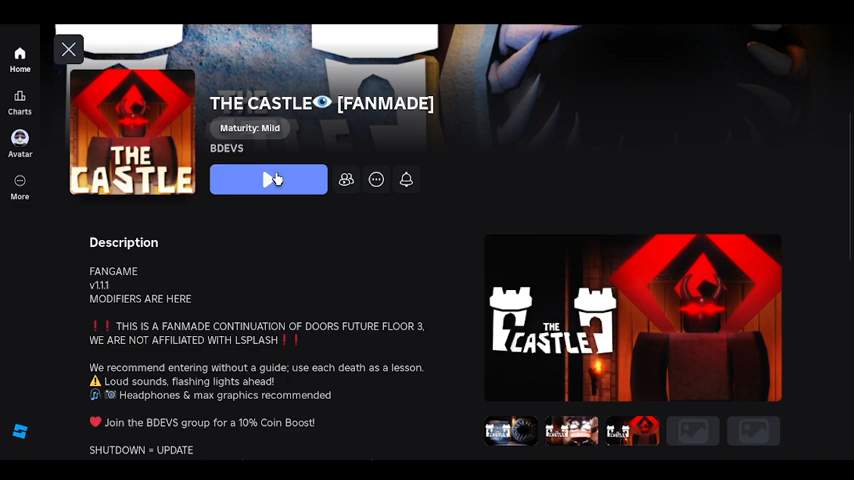 Home
Charts
Avatar
More
THE CASTLE
THE CASTLE👁️ [FANMADE]
Maturity: Mild
BDEVS
Description
FANGAME
v1.1.1
MODIFIERS ARE HERE
❗❗ THIS IS A FANMADE CONTINUATION OF DOORS FUTURE FLOOR 3,
WE ARE NOT AFFILIATED WITH LSPLASH❗❗
We recommend entering without a guide; use each death as a lesson.
⚠️ Loud sounds, flashing lights ahead!
🎧 📷 Headphones & max graphics recommended
❤️ Join the BDEVS group for a 10% Coin Boost!
SHUTDOWN = UPDATE
THE
CASTLE